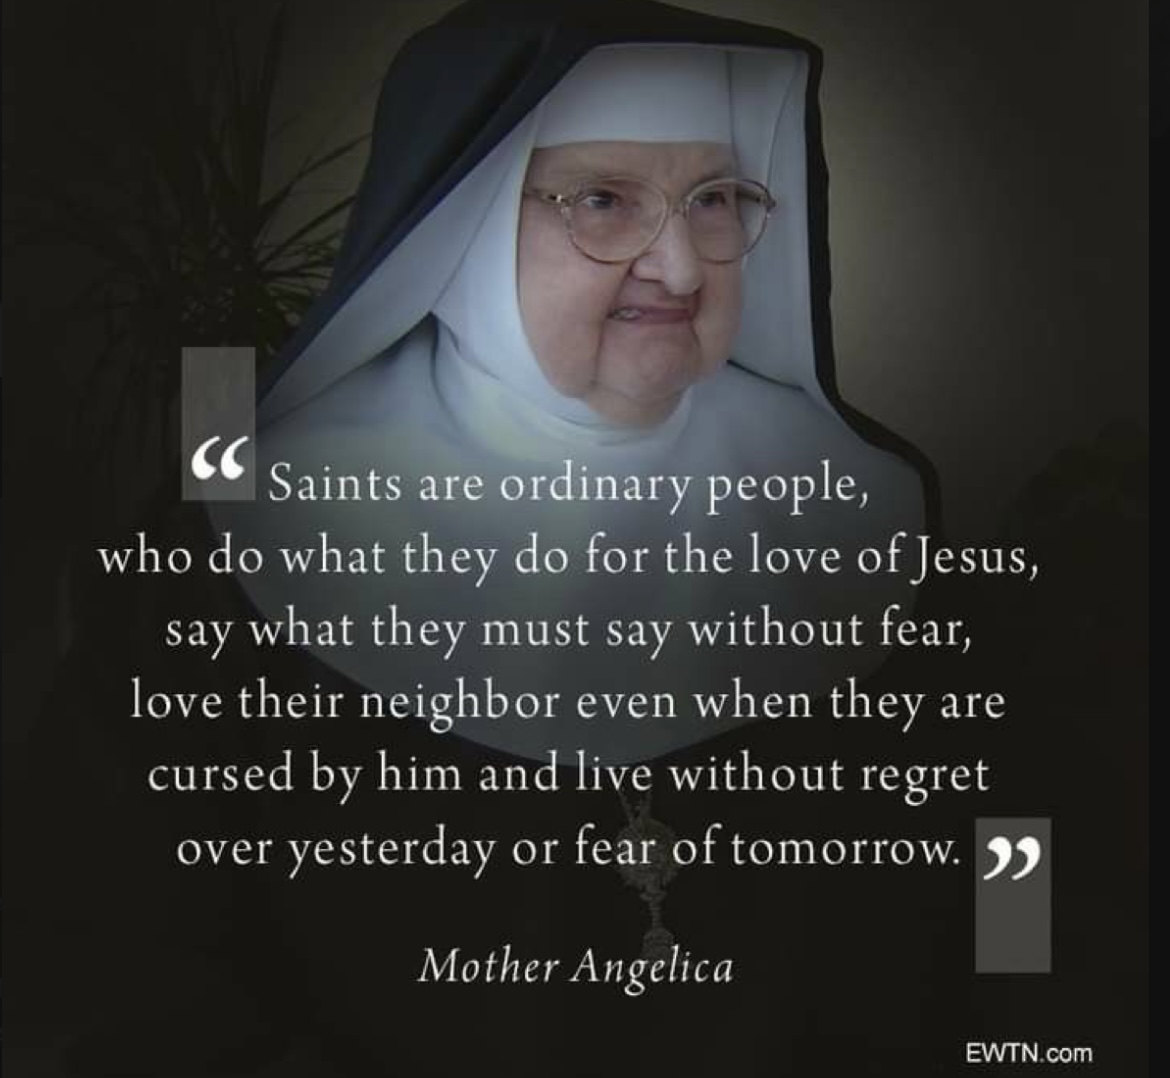 “ Saints are ordinary people,
who do what they do for the love of Jesus,
say what they must say without fear,
love their neighbor even when they are
cursed by him and live without regret
over yesterday or fear of tomorrow. ”
Mother Angelica
EWTN.com